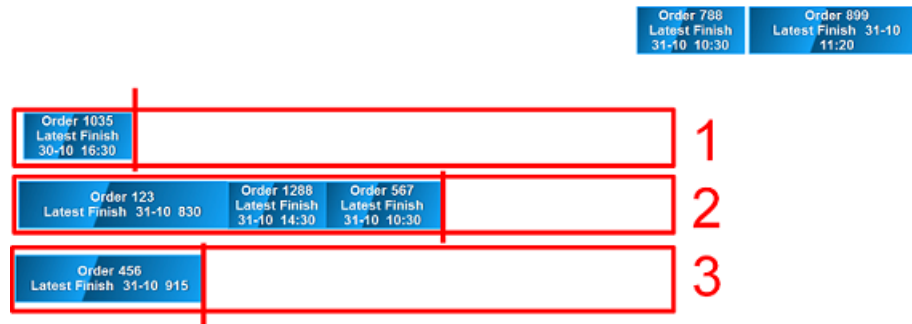 Order 788
Latest Finish
31-10 10:30
Order 899
Latest Finish 31-10
11:20
Order 1035
Latest Finish
30-10 16:30
1
Order 123
Latest Finish 31-10 830
Order 1288
Latest Finish
31-10 14:30
Order 567
Latest Finish
31-10 10:30
2
Order 456
Latest Finish 31-10 915
3